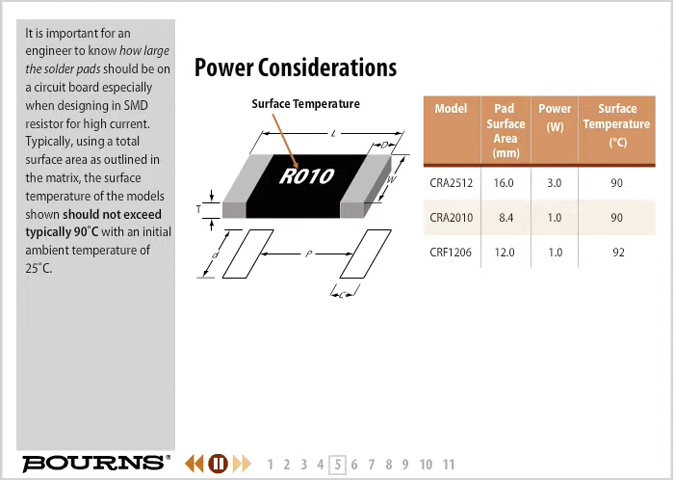 It is important for an
engineer to know how large
the solder pads should be on
a circuit board especially
when designing in SMD
resistor for high current.
Typically, using a total
surface area as outlined in
the matrix, the surface
temperature of the models
shown should not exceed
typically 90˚C with an initial
ambient temperature of
25˚C.
Power Considerations
Surface Temperature
L
D
R010
W
T
d
P
C
Model Pad Surface Area (mm) Power (W) Surface Temperature (°C)
CRA2512 16.0 3.0 90
CRA2010 8.4 1.0 90
CRF1206 12.0 1.0 92
BOURNS®
1 2 3 4 5 6 7 8 9 10 11